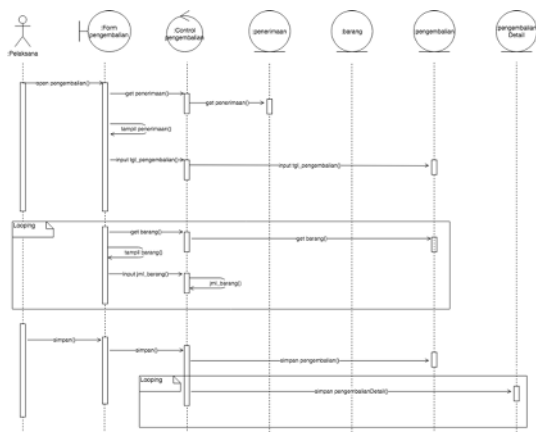 :Form
pengembalian
:Control
pengembalian
:penerimaan
:barang
:pengembalian
:pengembalian
Detail
:Pelaksana
open pengembalian()
get penerimaan()
get penerimaan()
tampil penerimaan()
input tgl_pengembalian()
input tgl_pengembalian()
Looping
get barang()
get barang()
tampil barang()
input jml_barang()
jml_barang()
simpan()
simpan()
simpan pengembalian()
Looping
simpan pengembalianDetail()